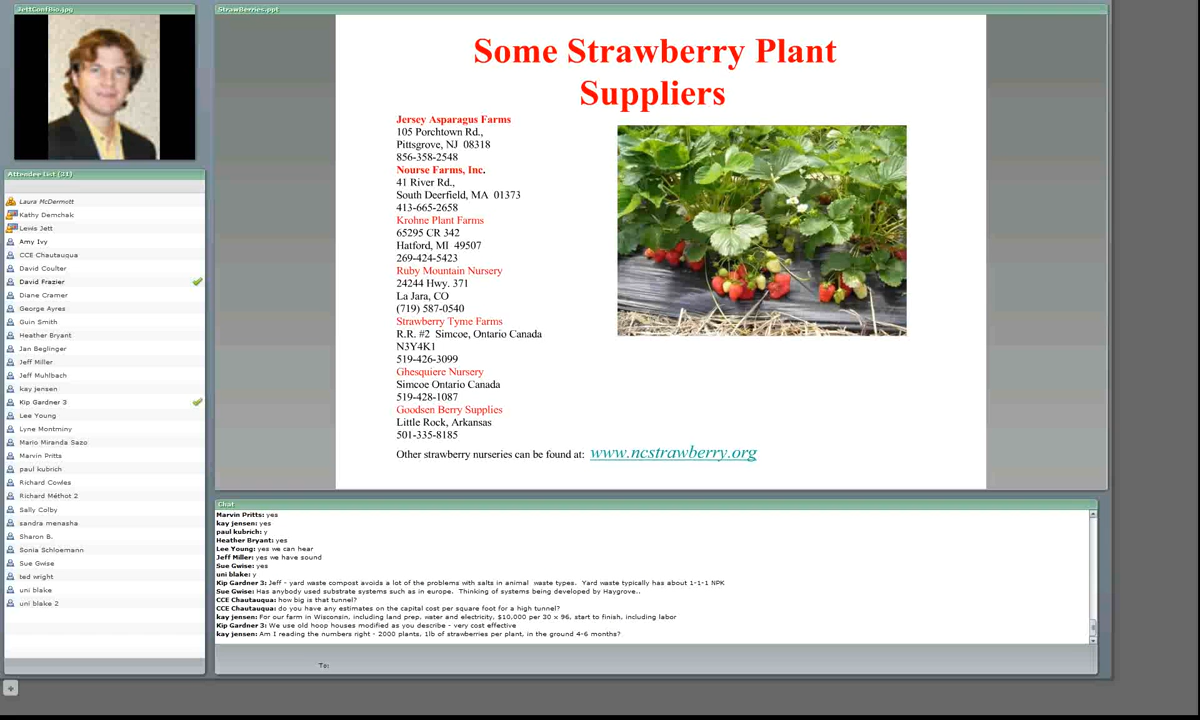 JettConfBio.jpg
StrawBerries.ppt
Some Strawberry Plant
Suppliers
Jersey Asparagus Farms
105 Porchtown Rd.,
Pittsgrove, NJ  08318
856-358-2548
Nourse Farms, Inc.
41 River Rd.,
South Deerfield, MA  01373
413-665-2658
Krohne Plant Farms
65295 CR 342
Hatford, MI  49507
269-424-5423
Ruby Mountain Nursery
24244 Hwy. 371
La Jara, CO
(719) 587-0540
Strawberry Tyme Farms
R.R. #2  Simcoe, Ontario Canada
N3Y4K1
519-426-3099
Ghesquiere Nursery
Simcoe Ontario Canada
519-428-1087
Goodsen Berry Supplies
Little Rock, Arkansas
501-335-8185
Other strawberry nurseries can be found at: www.ncstrawberry.org
Attendee List (31)
Laura McDermott
Kathy Demchak
Lewis Jett
Amy Ivy
CCE Chautauqua
David Coulter
David Frazier
Diane Cramer
George Ayres
Guin Smith
Heather Bryant
Jan Beglinger
Jeff Miller
Jeff Muhlbach
kay jensen
Kip Gardner 3
Lee Young
Lyne Montminy
Mario Miranda Sazo
Marvin Pritts
paul kubrich
Richard Cowles
Richard Méthot 2
Sally Colby
sandra menasha
Sharon B.
Sonia Schloemann
Sue Gwise
ted wright
uni blake
uni blake 2
Chat
Marvin Pritts: yes
kay jensen: yes
paul kubrich: y
Heather Bryant: yes
Lee Young: yes we can hear
Jeff Miller: yes we have sound
Sue Gwise: yes
uni blake: y
Kip Gardner 3: Jeff - yard waste compost avoids a lot of the problems with salts in animal  waste types.  Yard waste typically has about 1-1-1 NPK
Sue Gwise: Has anybody used substrate systems such as in europe.  Thinking of systems being developed by Haygrove..
CCE Chautauqua: how big is that tunnel?
CCE Chautauqua: do you have any estimates on the capital cost per square foot for a high tunnel?
kay jensen: For our farm in Wisconsin, including land prep, water and electricity, $10,000 per 30 x 96, start to finish, including labor
Kip Gardner 3: We use old hoop houses modified as you describe - very cost effective
kay jensen: Am I reading the numbers right - 2000 plants, 1lb of strawberries per plant, in the ground 4-6 months?
To: